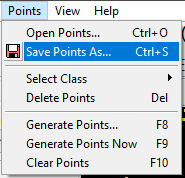 Points View Help
Open Points... Ctrl+O
Save Points As... Ctrl+S
Select Class
Delete Points Del
Generate Points... F8
Generate Points Now F9
Clear Points F10